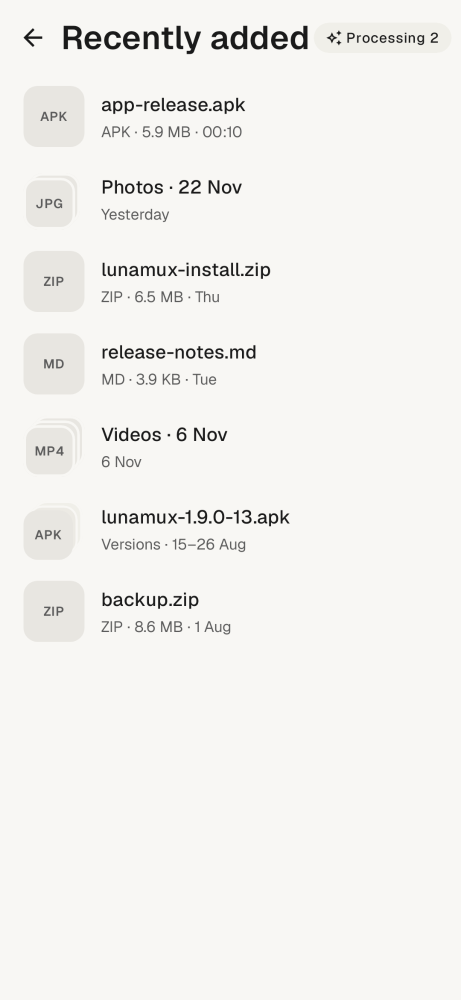 Recently added
Processing 2
APK
app-release.apk
APK · 5.9 MB · 00:10
JPG
Photos · 22 Nov
Yesterday
ZIP
lunamux-install.zip
ZIP · 6.5 MB · Thu
MD
release-notes.md
MD · 3.9 KB · Tue
MP4
Videos · 6 Nov
6 Nov
APK
lunamux-1.9.0-13.apk
Versions · 15–26 Aug
ZIP
backup.zip
ZIP · 8.6 MB · 1 Aug